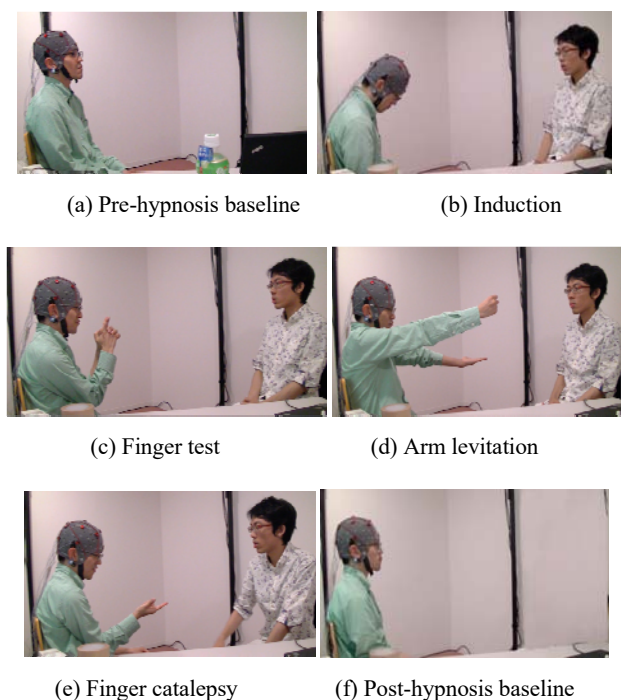 (a) Pre-hypnosis baseline
(b) Induction
(c) Finger test
(d) Arm levitation
(e) Finger catalepsy
(f) Post-hypnosis baseline